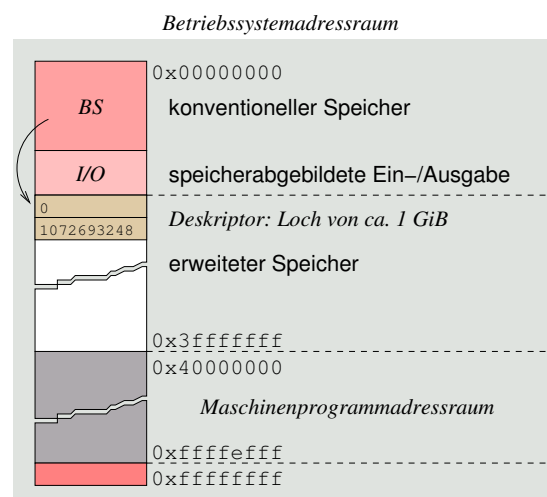 Betriebssystemadressraum
0x00000000
BS
konventioneller Speicher
I/O
speicherabgebildete Ein–/Ausgabe
0
Deskriptor: Loch von ca. 1 GiB
1072693248
erweiteter Speicher
0x3fffffff
0x40000000
Maschinenprogrammadressraum
0xffffefff
0xffffffff